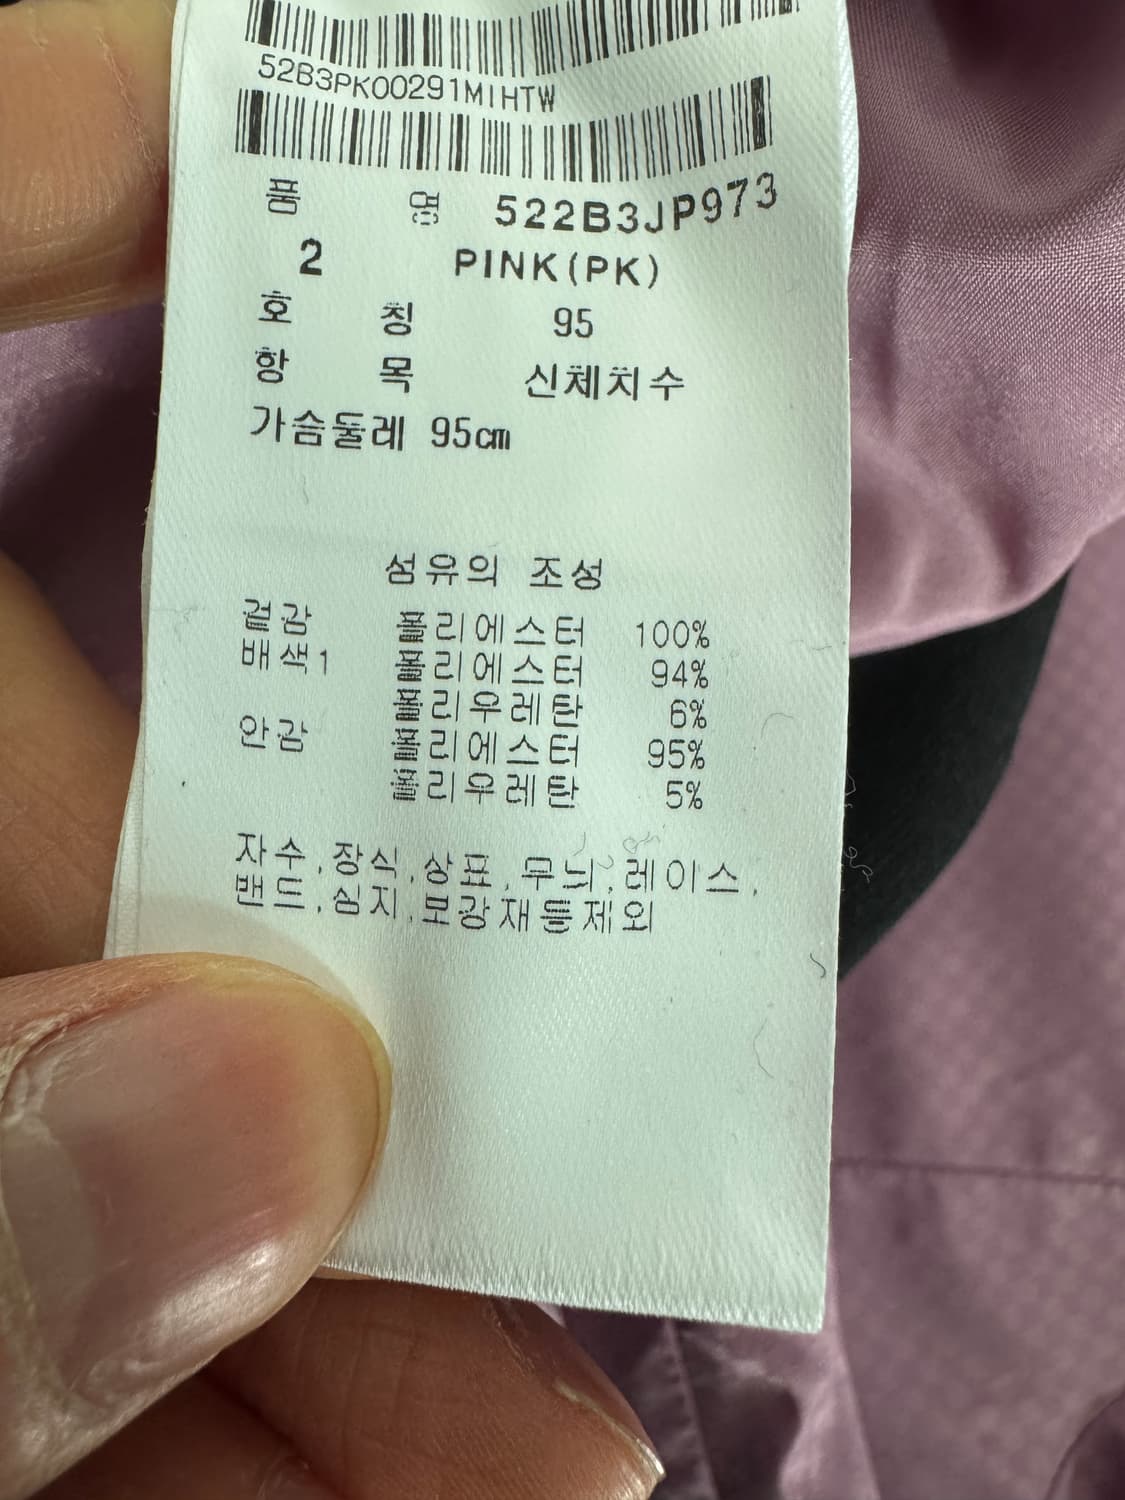 52B3PK00291MIHTW
품 명 522B3JP973
2 PINK(PK)
호 칭 95
항 목 신체치수
가슴둘레 95cm
섬유의 조성
겉감 폴리에스터 100%
배색1 폴리에스터 94%
폴리우레탄 6%
안감 폴리에스터 95%
폴리우레탄 5%
자수,장식,상표,무늬,레이스,
밴드,심지,보강재등제외